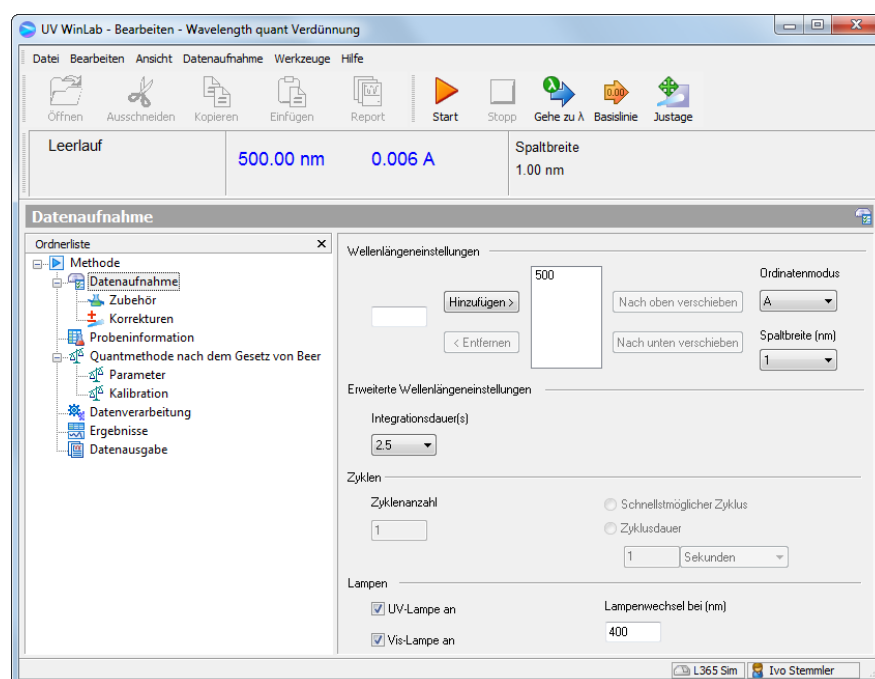 UV WinLab - Bearbeiten - Wavelength quant Verdünnung
Datei Bearbeiten Ansicht Datenaufnahme Werkzeuge Hilfe
λ 0.00
Öffnen Ausschneiden Kopieren Einfügen Report Start Stopp Gehe zu λ Basislinie Justage
Leerlauf
500.00 nm 0.006 A
Spaltbreite
1.00 nm
Datenaufnahme
Ordnerliste
Methode
Datenaufnahme
Zubehör
Korrekturen
Probeninformation
Quantmethode nach dem Gesetz von Beer
Parameter
Kalibration
Datenverarbeitung
Ergebnisse
Datenausgabe
Wellenlängeneinstellungen
500
Hinzufügen >
< Entfernen
Nach oben verschieben
Nach unten verschieben
Ordinatenmodus
A
Spaltbreite (nm)
1
Erweiterte Wellenlängeneinstellungen
Integrationsdauer(s)
2.5
Zyklen
Zyklenanzahl
1
Schnellstmöglicher Zyklus
Zyklusdauer
1 Sekunden
Lampen
UV-Lampe an
Vis-Lampe an
Lampenwechsel bei (nm)
400
L365 Sim Ivo Stemmler